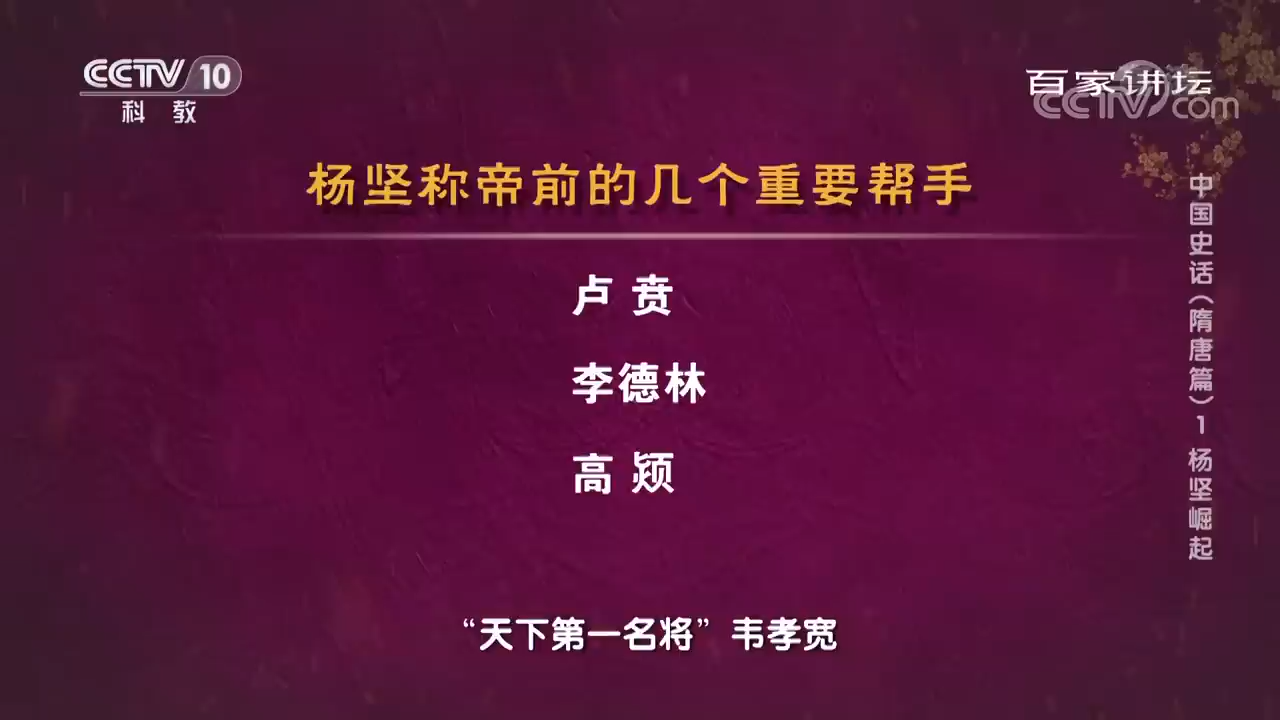 CCTV 10
科教
百家讲坛
CCTV.com
杨坚称帝前的几个重要帮手
卢贲
李德林
高颎
“天下第一名将”韦孝宽
中国史话（隋唐篇）1 杨坚崛起